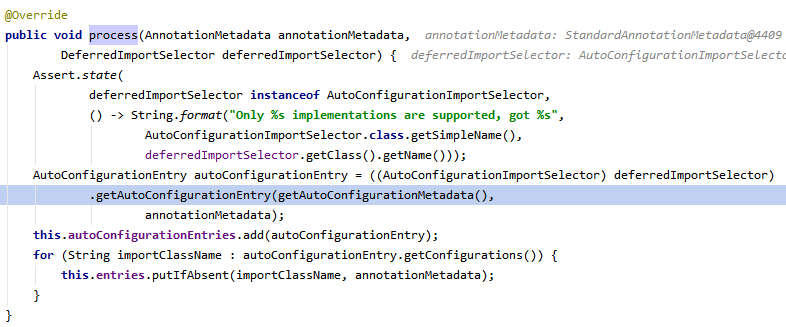 @Override
public void process(AnnotationMetadata annotationMetadata,  annotationMetadata: StandardAnnotationMetadata@4409
        DeferredImportSelector deferredImportSelector) {  deferredImportSelector: AutoConfigurationImportSelecto
    Assert.state(
            deferredImportSelector instanceof AutoConfigurationImportSelector,
            () -> String.format("Only %s implementations are supported, got %s",
                    AutoConfigurationImportSelector.class.getSimpleName(),
                    deferredImportSelector.getClass().getName()));
    AutoConfigurationEntry autoConfigurationEntry = ((AutoConfigurationImportSelector) deferredImportSelector)
            .getAutoConfigurationEntry(getAutoConfigurationMetadata(),
                    annotationMetadata);
    this.autoConfigurationEntries.add(autoConfigurationEntry);
    for (String importClassName : autoConfigurationEntry.getConfigurations()) {
        this.entries.putIfAbsent(importClassName, annotationMetadata);
    }
}